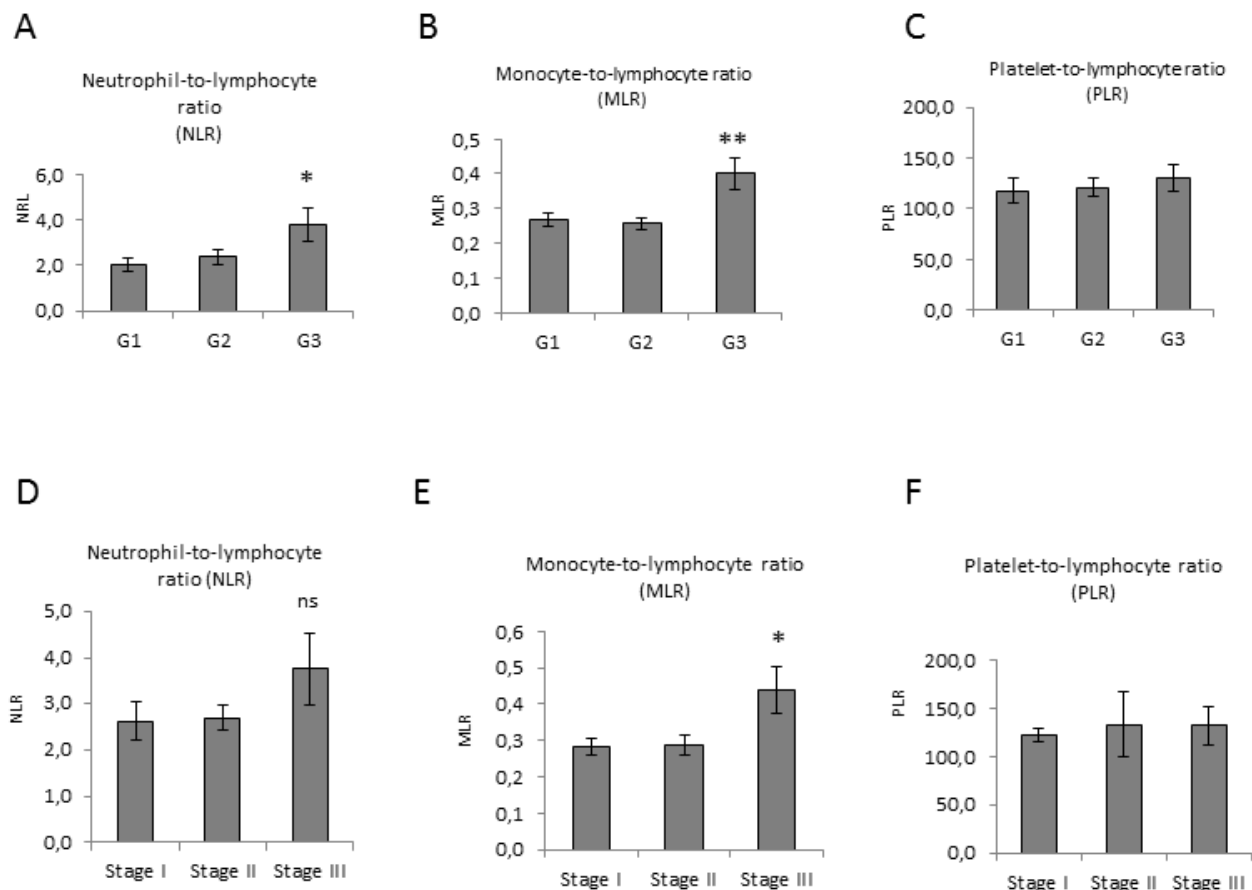 A
Neutrophil-to-lymphocyte
ratio
(NLR)
NRL
6,0
4,0
2,0
0,0
*
G1 G2 G3
B
Monocyte-to-lymphocyte ratio
(MLR)
MLR
0,5
0,4
0,3
0,2
0,1
0,0
**
G1 G2 G3
C
Platelet-to-lymphocyte ratio
(PLR)
PLR
200,0
150,0
100,0
50,0
0,0
G1 G2 G3
D
Neutrophil-to-lymphocyte
ratio (NLR)
NLR
5,0
4,0
3,0
2,0
1,0
0,0
ns
Stage I Stage II Stage III
E
Monocyte-to-lymphocyte ratio
(MLR)
MLR
0,6
0,5
0,4
0,3
0,2
0,1
0,0
*
Stage I Stage II Stage III
F
Platelet-to-lymphocyte ratio
(PLR)
PLR
200,0
150,0
100,0
50,0
0,0
Stage I Stage II Stage III